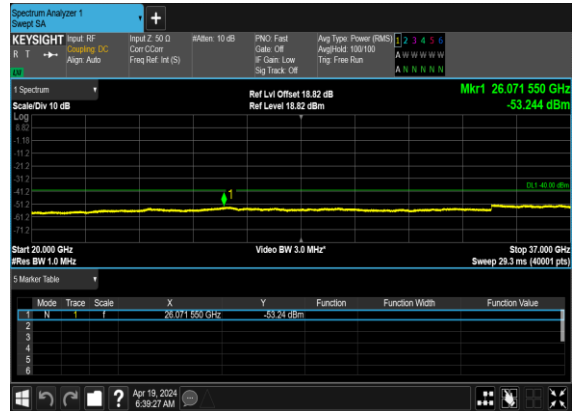 Spectrum Analyzer 1
Swept SA
+
KEYSIGHT Input: RF Input Z: 50 Ω #Atten: 10 dB PNO: Fast Avg Type: Power (RMS) 1 2 3 4 5 6
R T Coupling: DC Corr CCorr Gate: Off Avg|Hold: 100/100 A W W W W W
Align: Auto Freq Ref: Int (S) IF Gain: Low Trig: Free Run
Sig Track: Off A N N N N N
1 Spectrum Ref Lvl Offset 18.82 dB Mkr1 26.071 550 GHz
Scale/Div 10 dB Ref Level 18.82 dBm -53.244 dBm
Log
8.82
-1.18
-11.2
-21.2
-31.2
DL1 -40.00 dBm
-41.2
1
-51.2
-61.2
-71.2
Start 20.000 GHz Video BW 3.0 MHz* Stop 37.000 GHz
#Res BW 1.0 MHz Sweep 29.3 ms (40001 pts)
5 Marker Table
Mode Trace Scale X Y Function Function Width Function Value
1 N 1 f 26.071 550 GHz -53.24 dBm
2
3
4
5
6
? Apr 19, 2024
6:39:27 AM